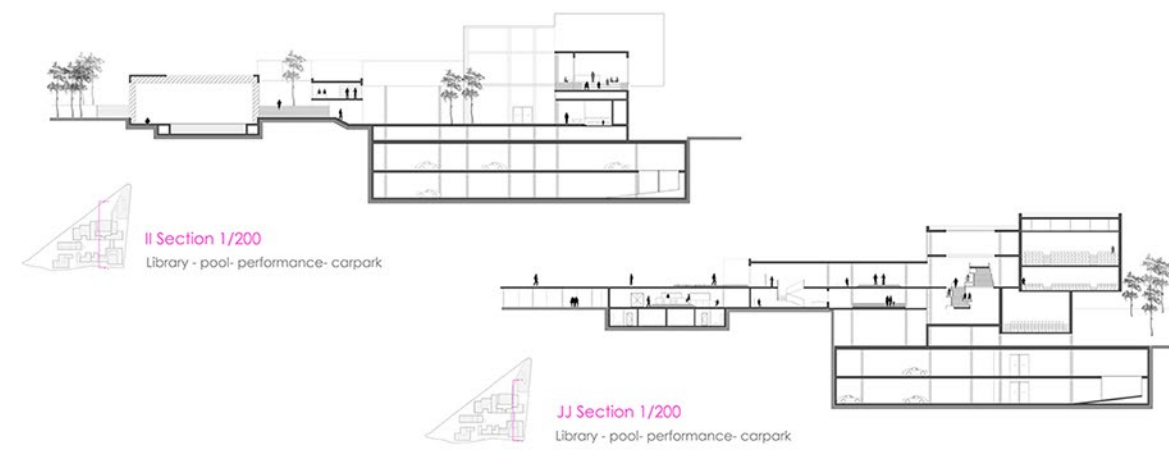 II Section 1/200
Library - pool- performance- carpark
JJ Section 1/200
Library - pool- performance- carpark